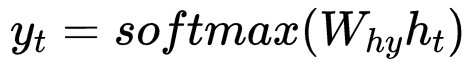 y_t = softmax(W_{hy}h_t)